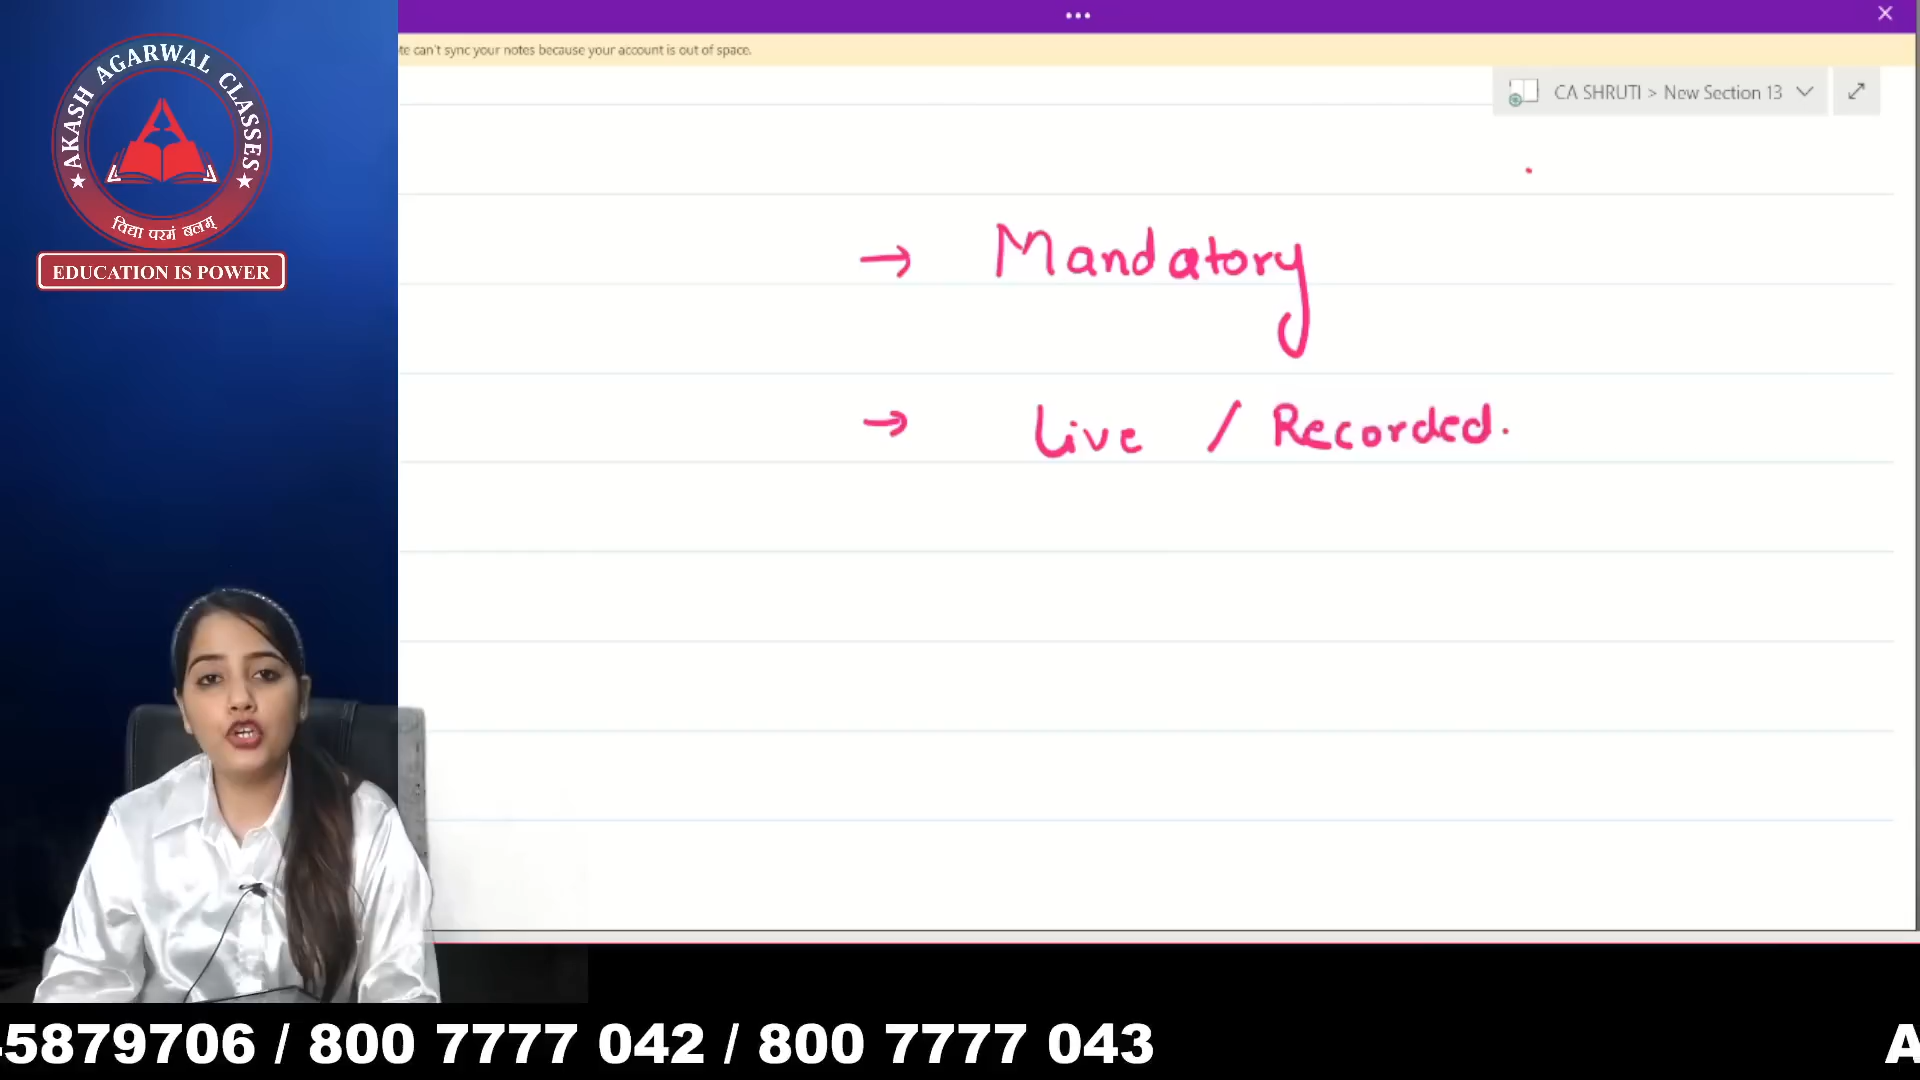 AKASH AGARWAL CLASSES
विद्या परमं बलम्
EDUCATION IS POWER
can't sync your notes because your account is out of space.
CA SHRUTI > New Section 13
→ Mandatory
→ Live / Recorded.
5879706 / 800 7777 042 / 800 7777 043
A